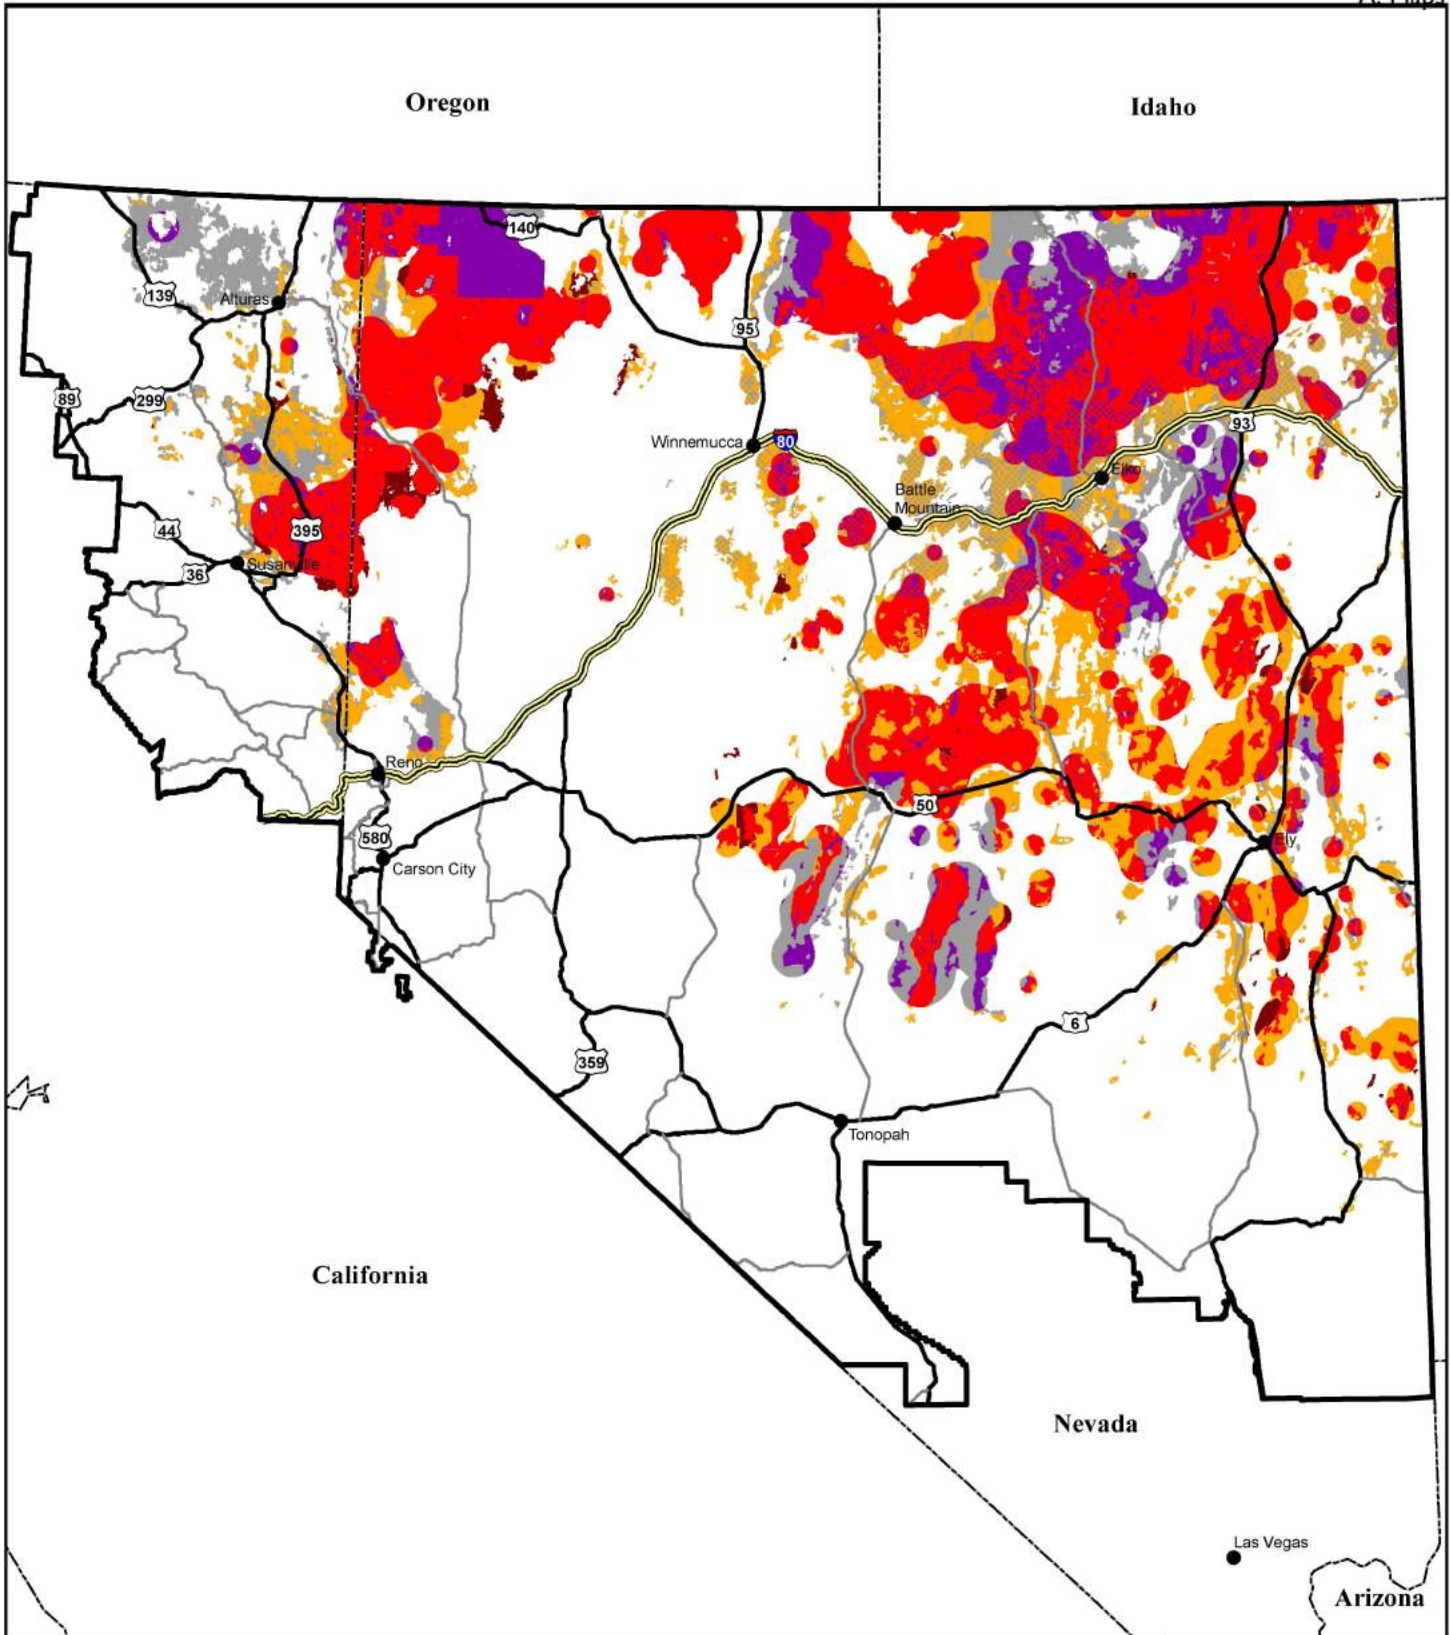 Oregon
Idaho
140
139
Alturas
95
89
299
93
Winnemucca
80
Elko
Battle
Mountain
44
395
36
Susanville
Reno
50
580
Ely
Carson City
6
359
Tonopah
California
Nevada
Las Vegas
Arizona